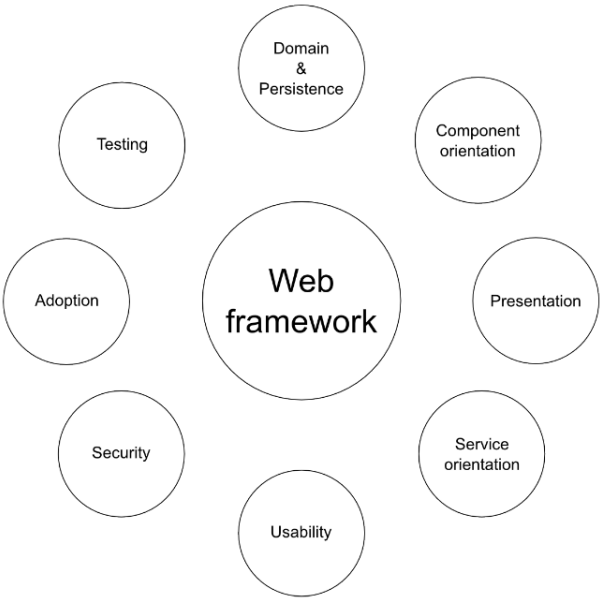 Domain
&
Persistence
Component
orientation
Testing
Web
framework
Adoption
Presentation
Security
Service
orientation
Usability